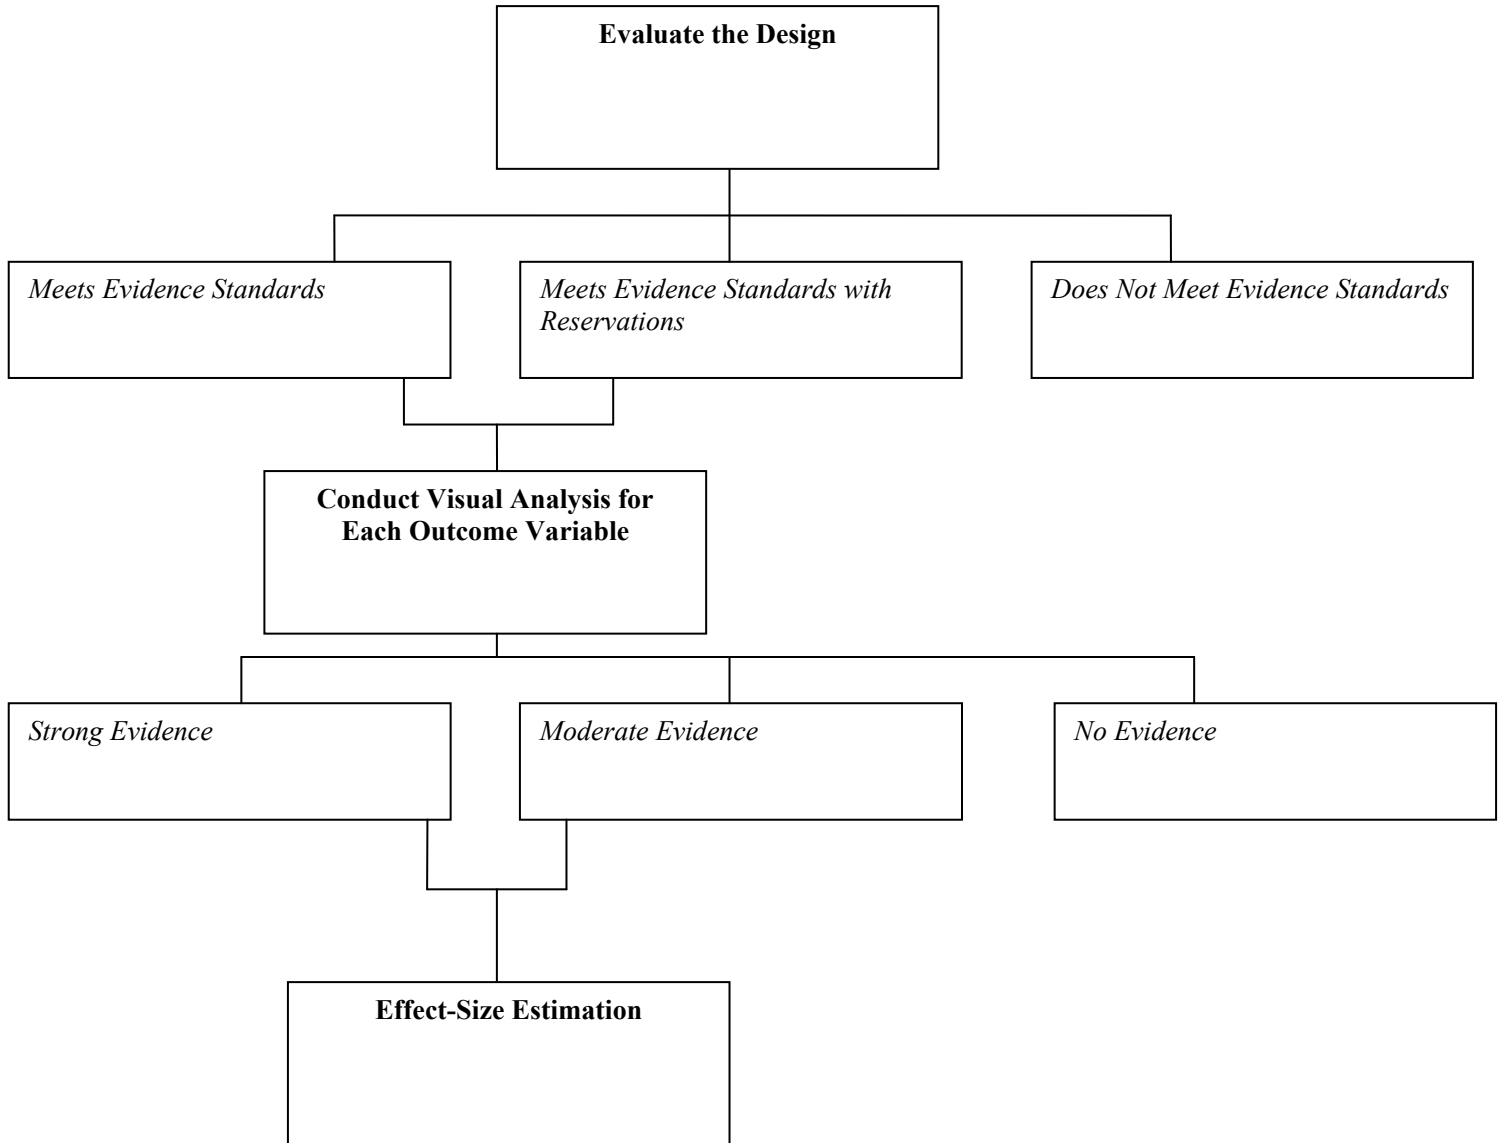 Evaluate the Design
Meets Evidence Standards
Meets Evidence Standards with
Reservations
Does Not Meet Evidence Standards
Conduct Visual Analysis for
Each Outcome Variable
Strong Evidence
Moderate Evidence
No Evidence
Effect-Size Estimation